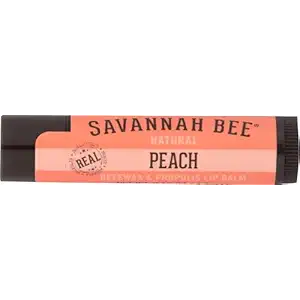 SAVANNAH BEE™
NATURAL
REAL
PEACH
BEESWAX & PROPOLIS LIP BALM